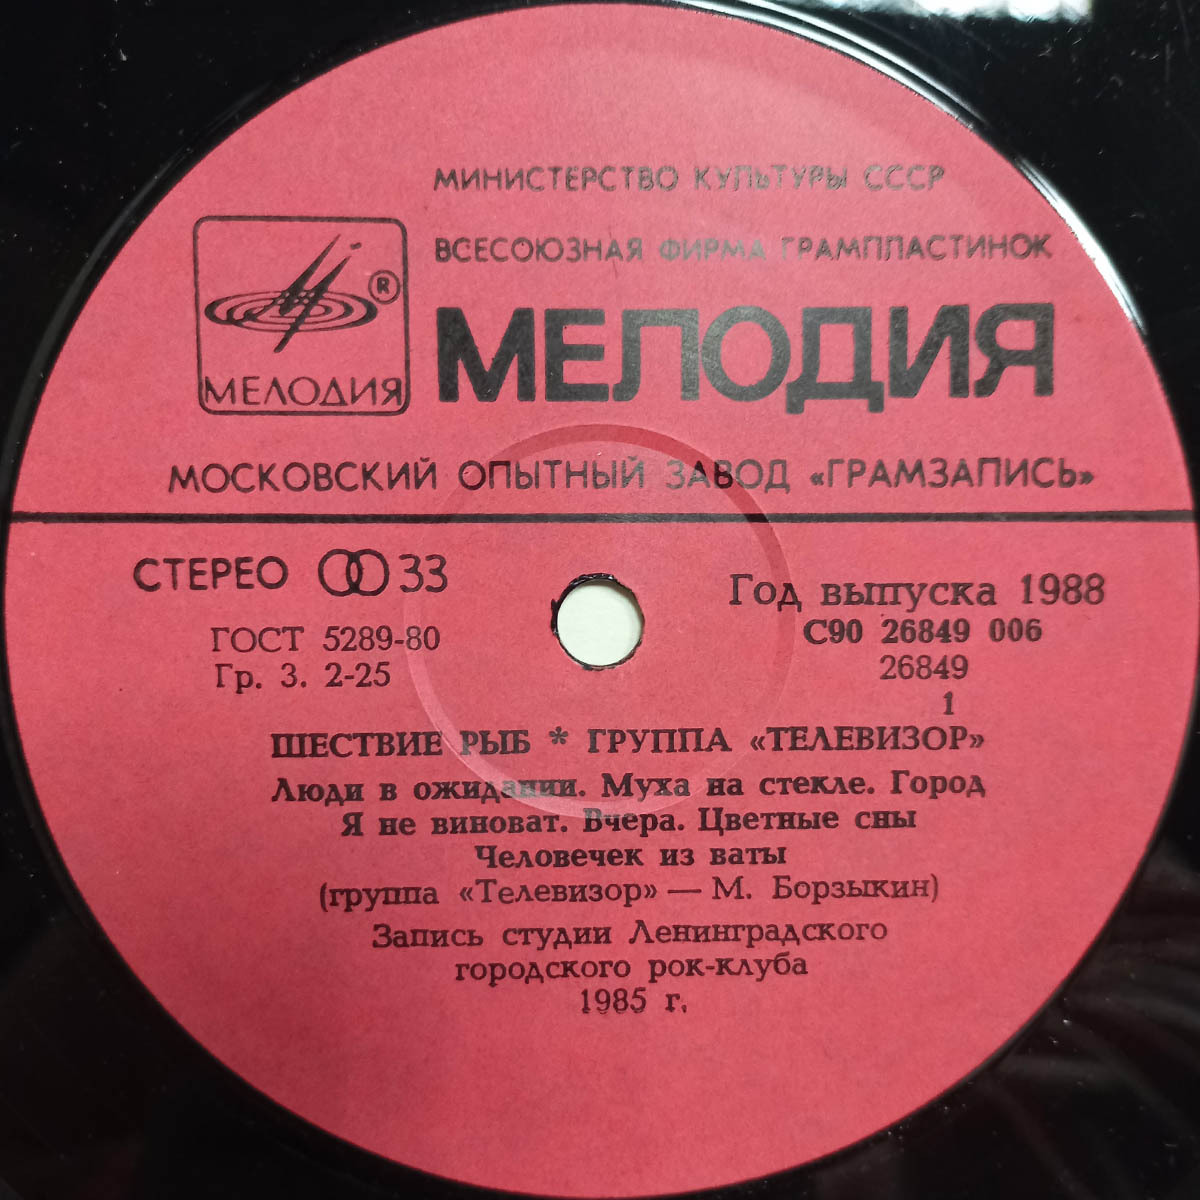 МИНИСТЕРСТВО КУЛЬТУРЫ СССР
ВСЕСОЮЗНАЯ ФИРМА ГРАМПЛАСТИНОК
®
МЕЛОДИЯ
МЕЛОДИЯ
МОСКОВСКИЙ ОПЫТНЫЙ ЗАВОД «ГРАМЗАПИСЬ»
СТЕРЕО 33
ГОСТ 5289-80
Гр. 3. 2-25
Год выпуска 1988
С90 26849 006
26849
1
ШЕСТВИЕ РЫБ * ГРУППА «ТЕЛЕВИЗОР»
Люди в ожидании. Муха на стекле. Город
Я не виноват. Вчера. Цветные сны
Человечек из ваты
(группа «Телевизор» — М. Борзыкин)
Запись студии Ленинградского
городского рок-клуба
1985 г.